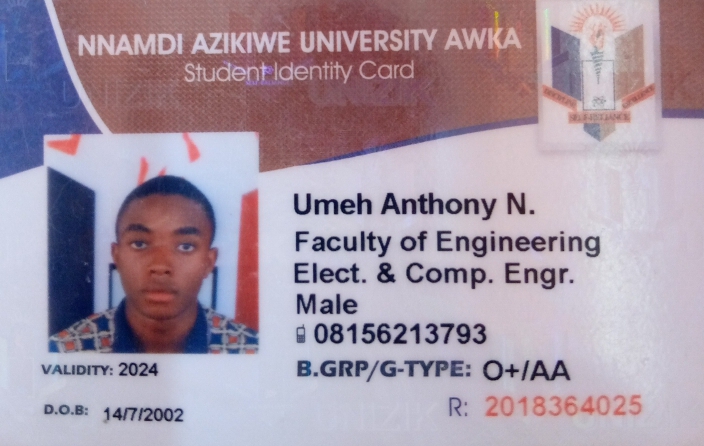 NNAMDI AZIKIWE UNIVERSITY AWKA
Student Identity Card
Umeh Anthony N.
Faculty of Engineering
Elect. & Comp. Engr.
Male
08156213793
B.GRP/G-TYPE: O+/AA
R: 2018364025
VALIDITY: 2024
D.O.B: 14/7/2002